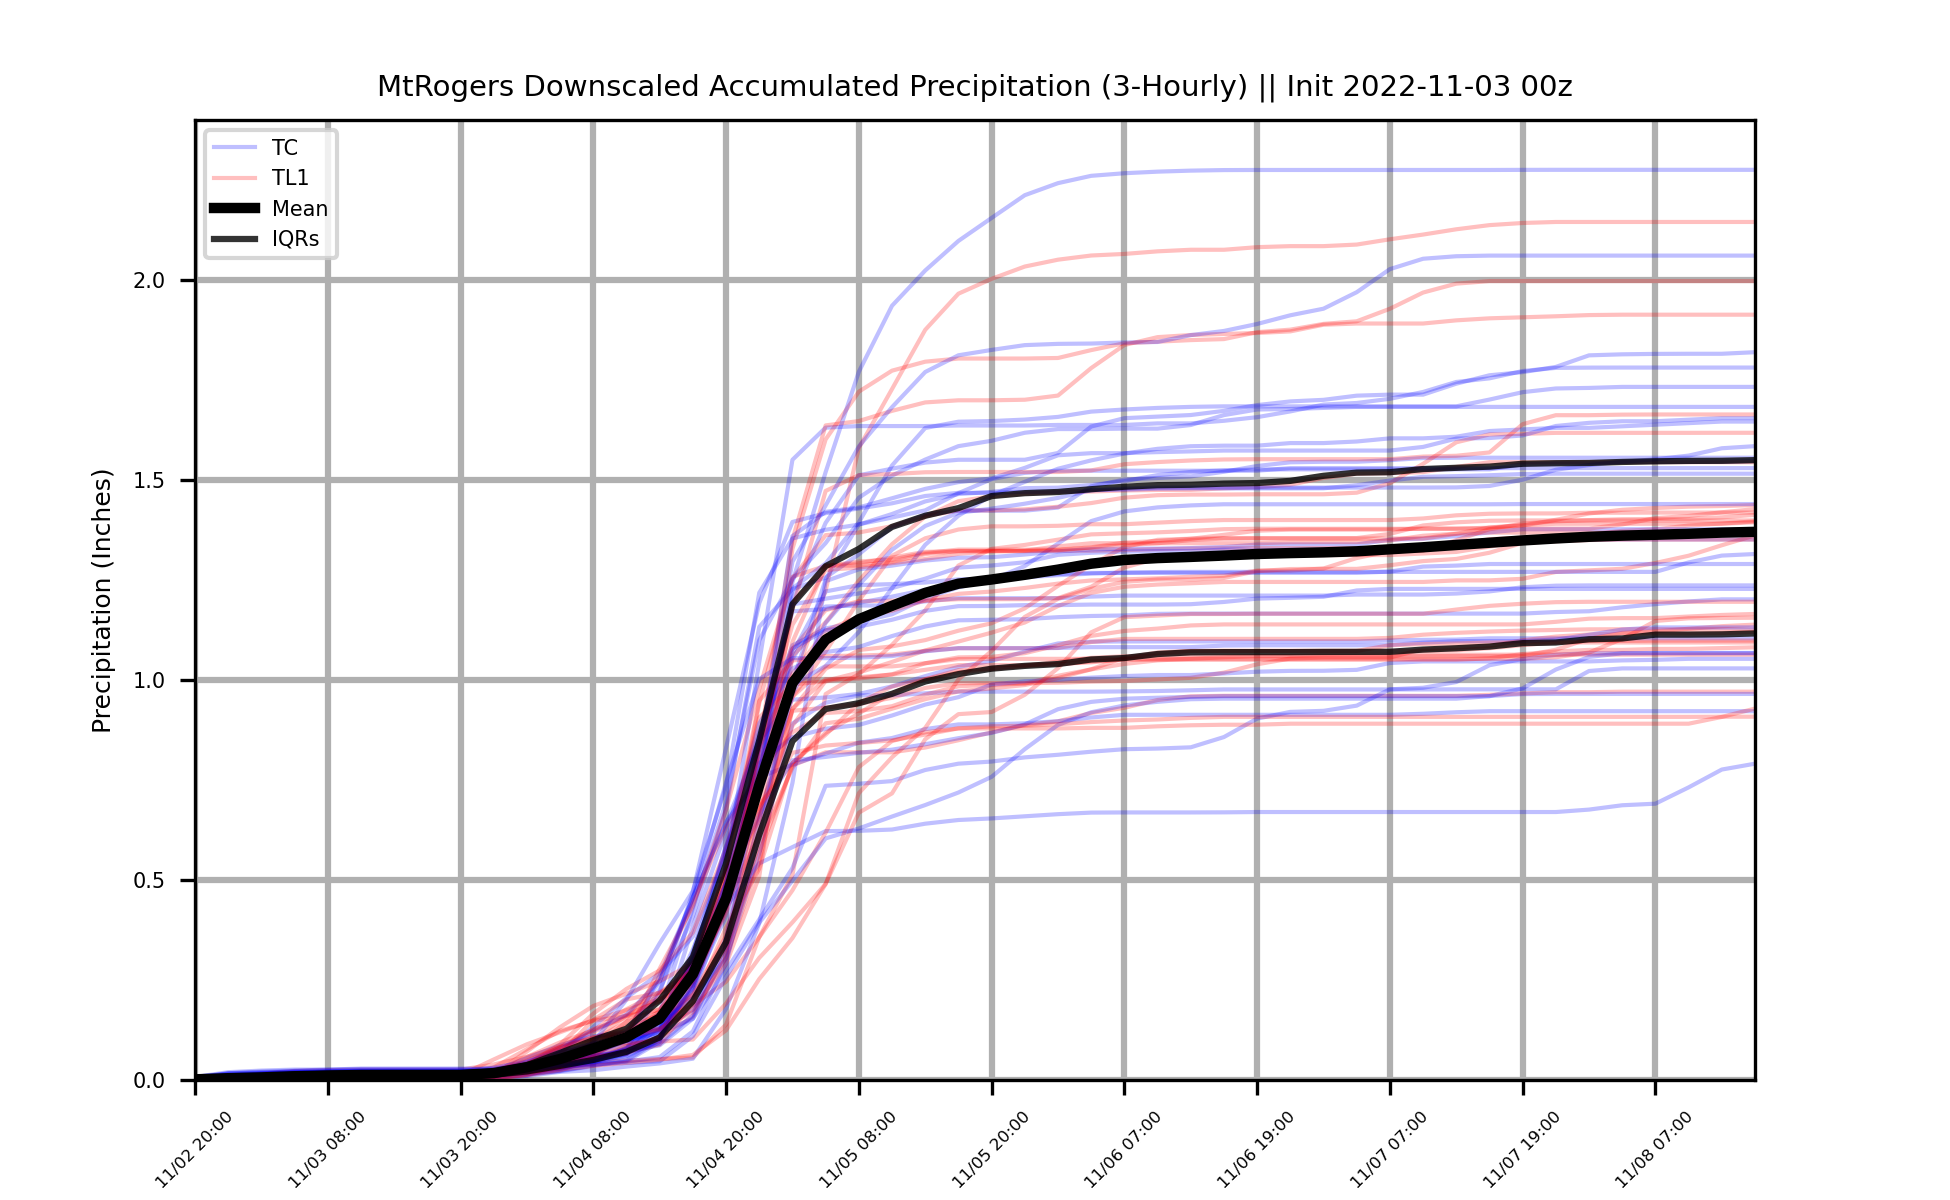 MtRogers Downscaled Accumulated Precipitation (3-Hourly) || Init 2022-11-03 00z
TC
TL1
Mean
IQRs
Precipitation (Inches)
2.0
1.5
1.0
0.5
0.0
11/02 20:00
11/03 08:00
11/03 20:00
11/04 08:00
11/04 20:00
11/05 08:00
11/05 20:00
11/06 07:00
11/06 19:00
11/07 07:00
11/07 19:00
11/08 07:00